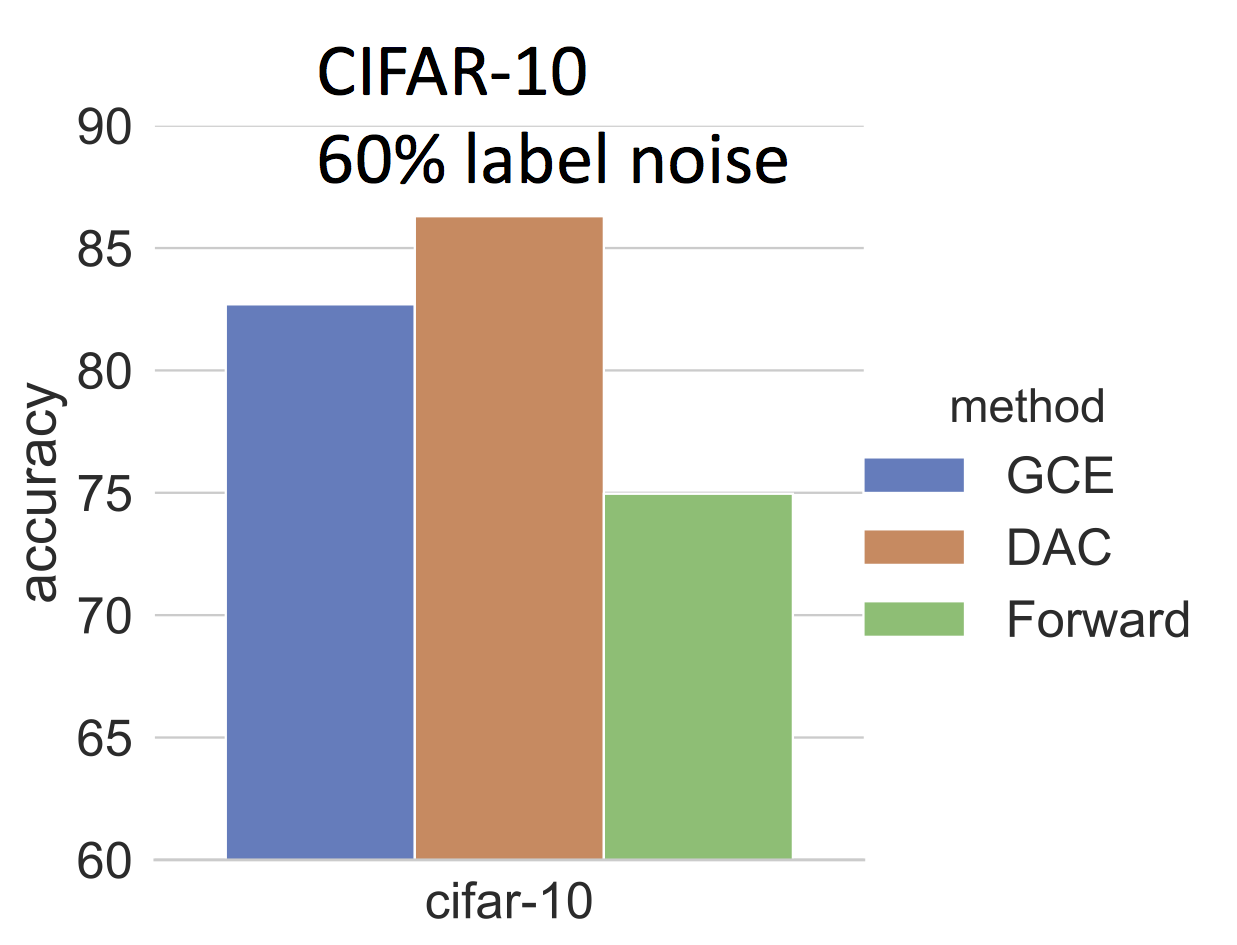 CIFAR-10
60% label noise
90
85
80
75
70
65
60
accuracy
cifar-10
method
GCE
DAC
Forward